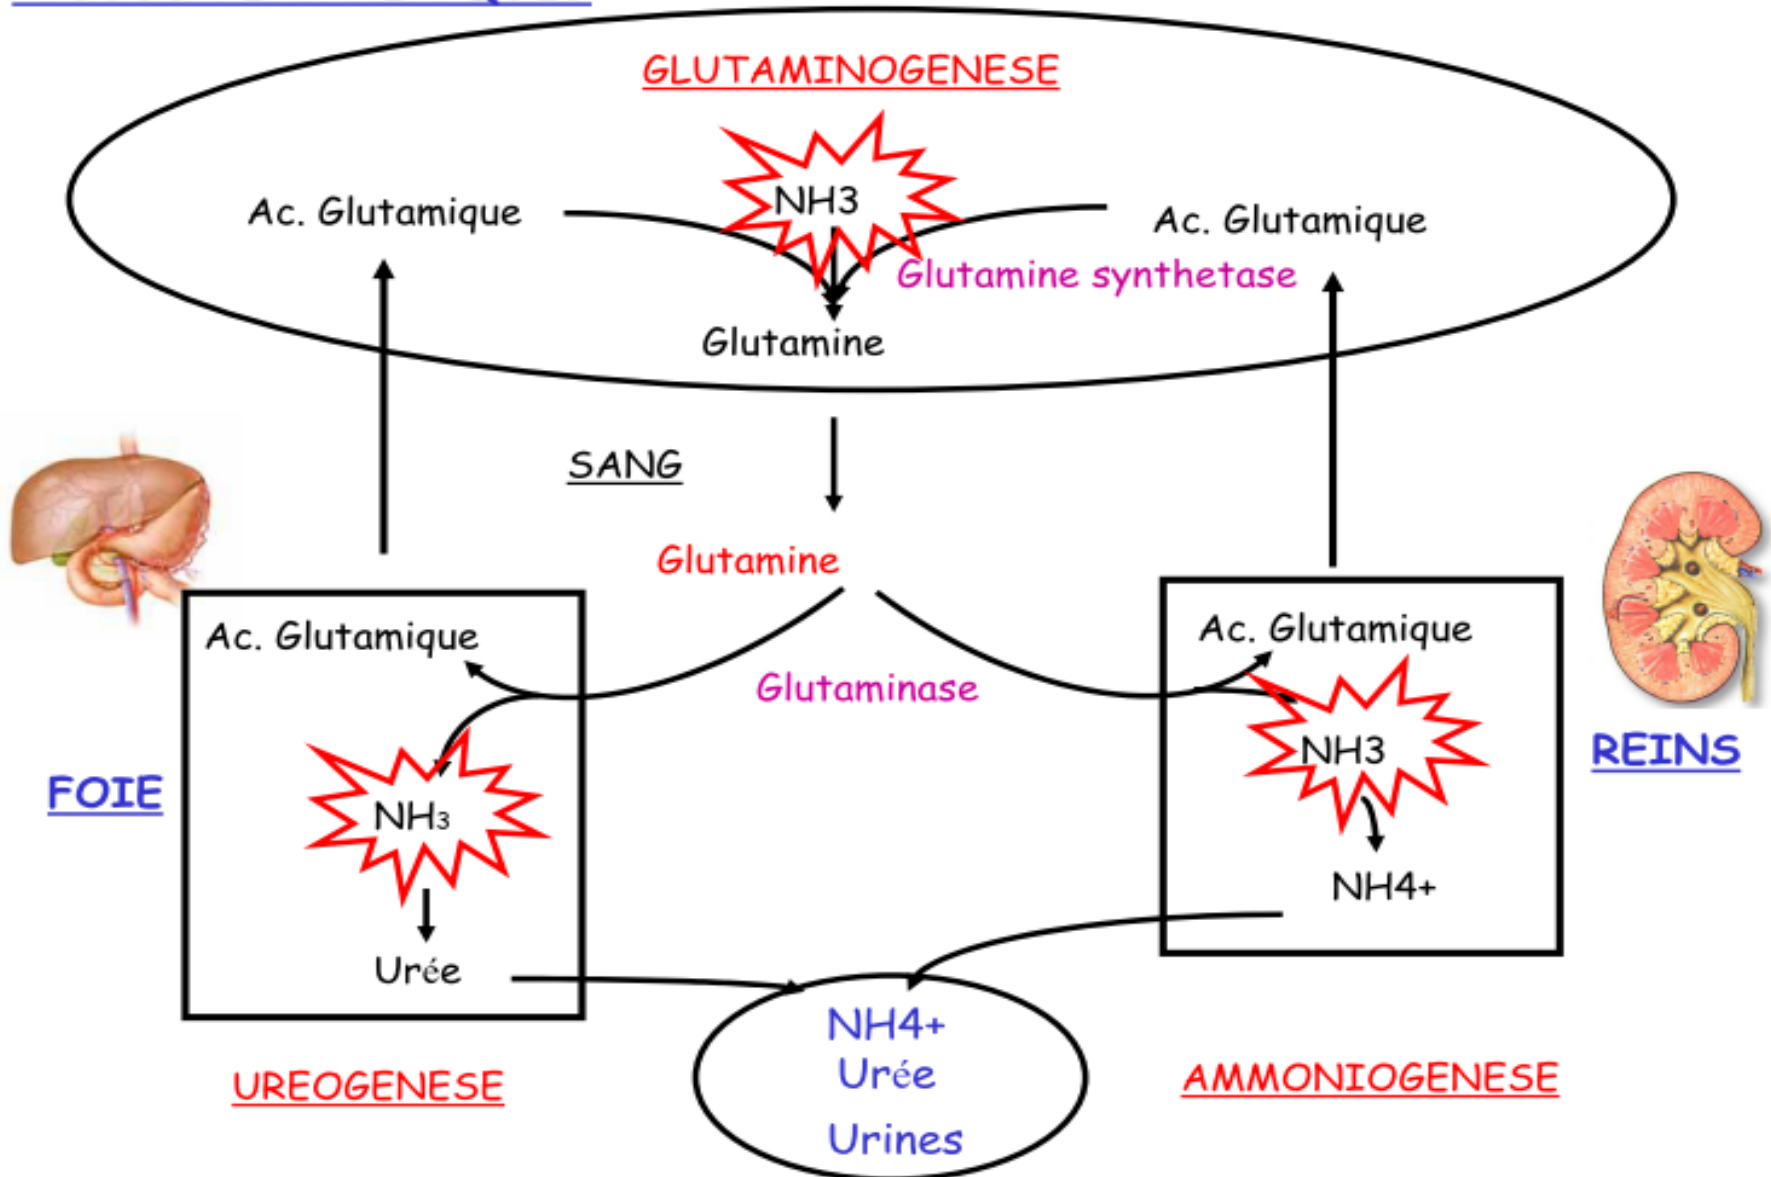 GLUTAMINOGENESE
NH3
Ac. Glutamique
Ac. Glutamique
Glutamine synthetase
Glutamine
SANG
Glutamine
Ac. Glutamique
Ac. Glutamique
Glutaminase
NH3
REINS
FOIE
NH₃
NH4+
Urée
NH4+
Urée
Urines
UREOGENESE
AMMONIOGENESE